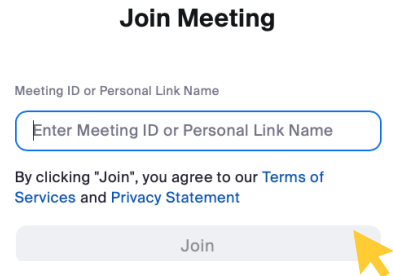 Join Meeting
Meeting ID or Personal Link Name
Enter Meeting ID or Personal Link Name
By clicking "Join", you agree to our Terms of
Services and Privacy Statement
Join